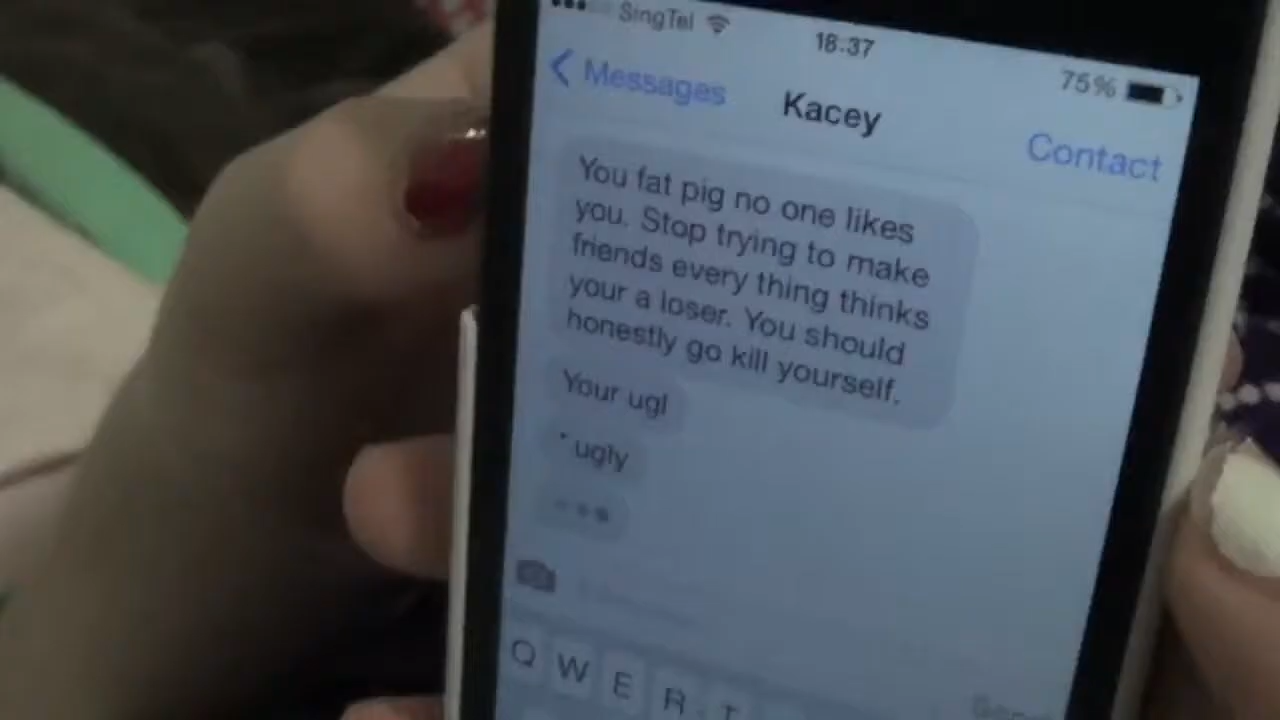 SingTel 18:37 75%
Messages Kacey Contact
You fat pig no one likes
you. Stop trying to make
friends every thing thinks
your a loser. You should
honestly go kill yourself.
Your ugl
* ugly
Send
Q W E R T